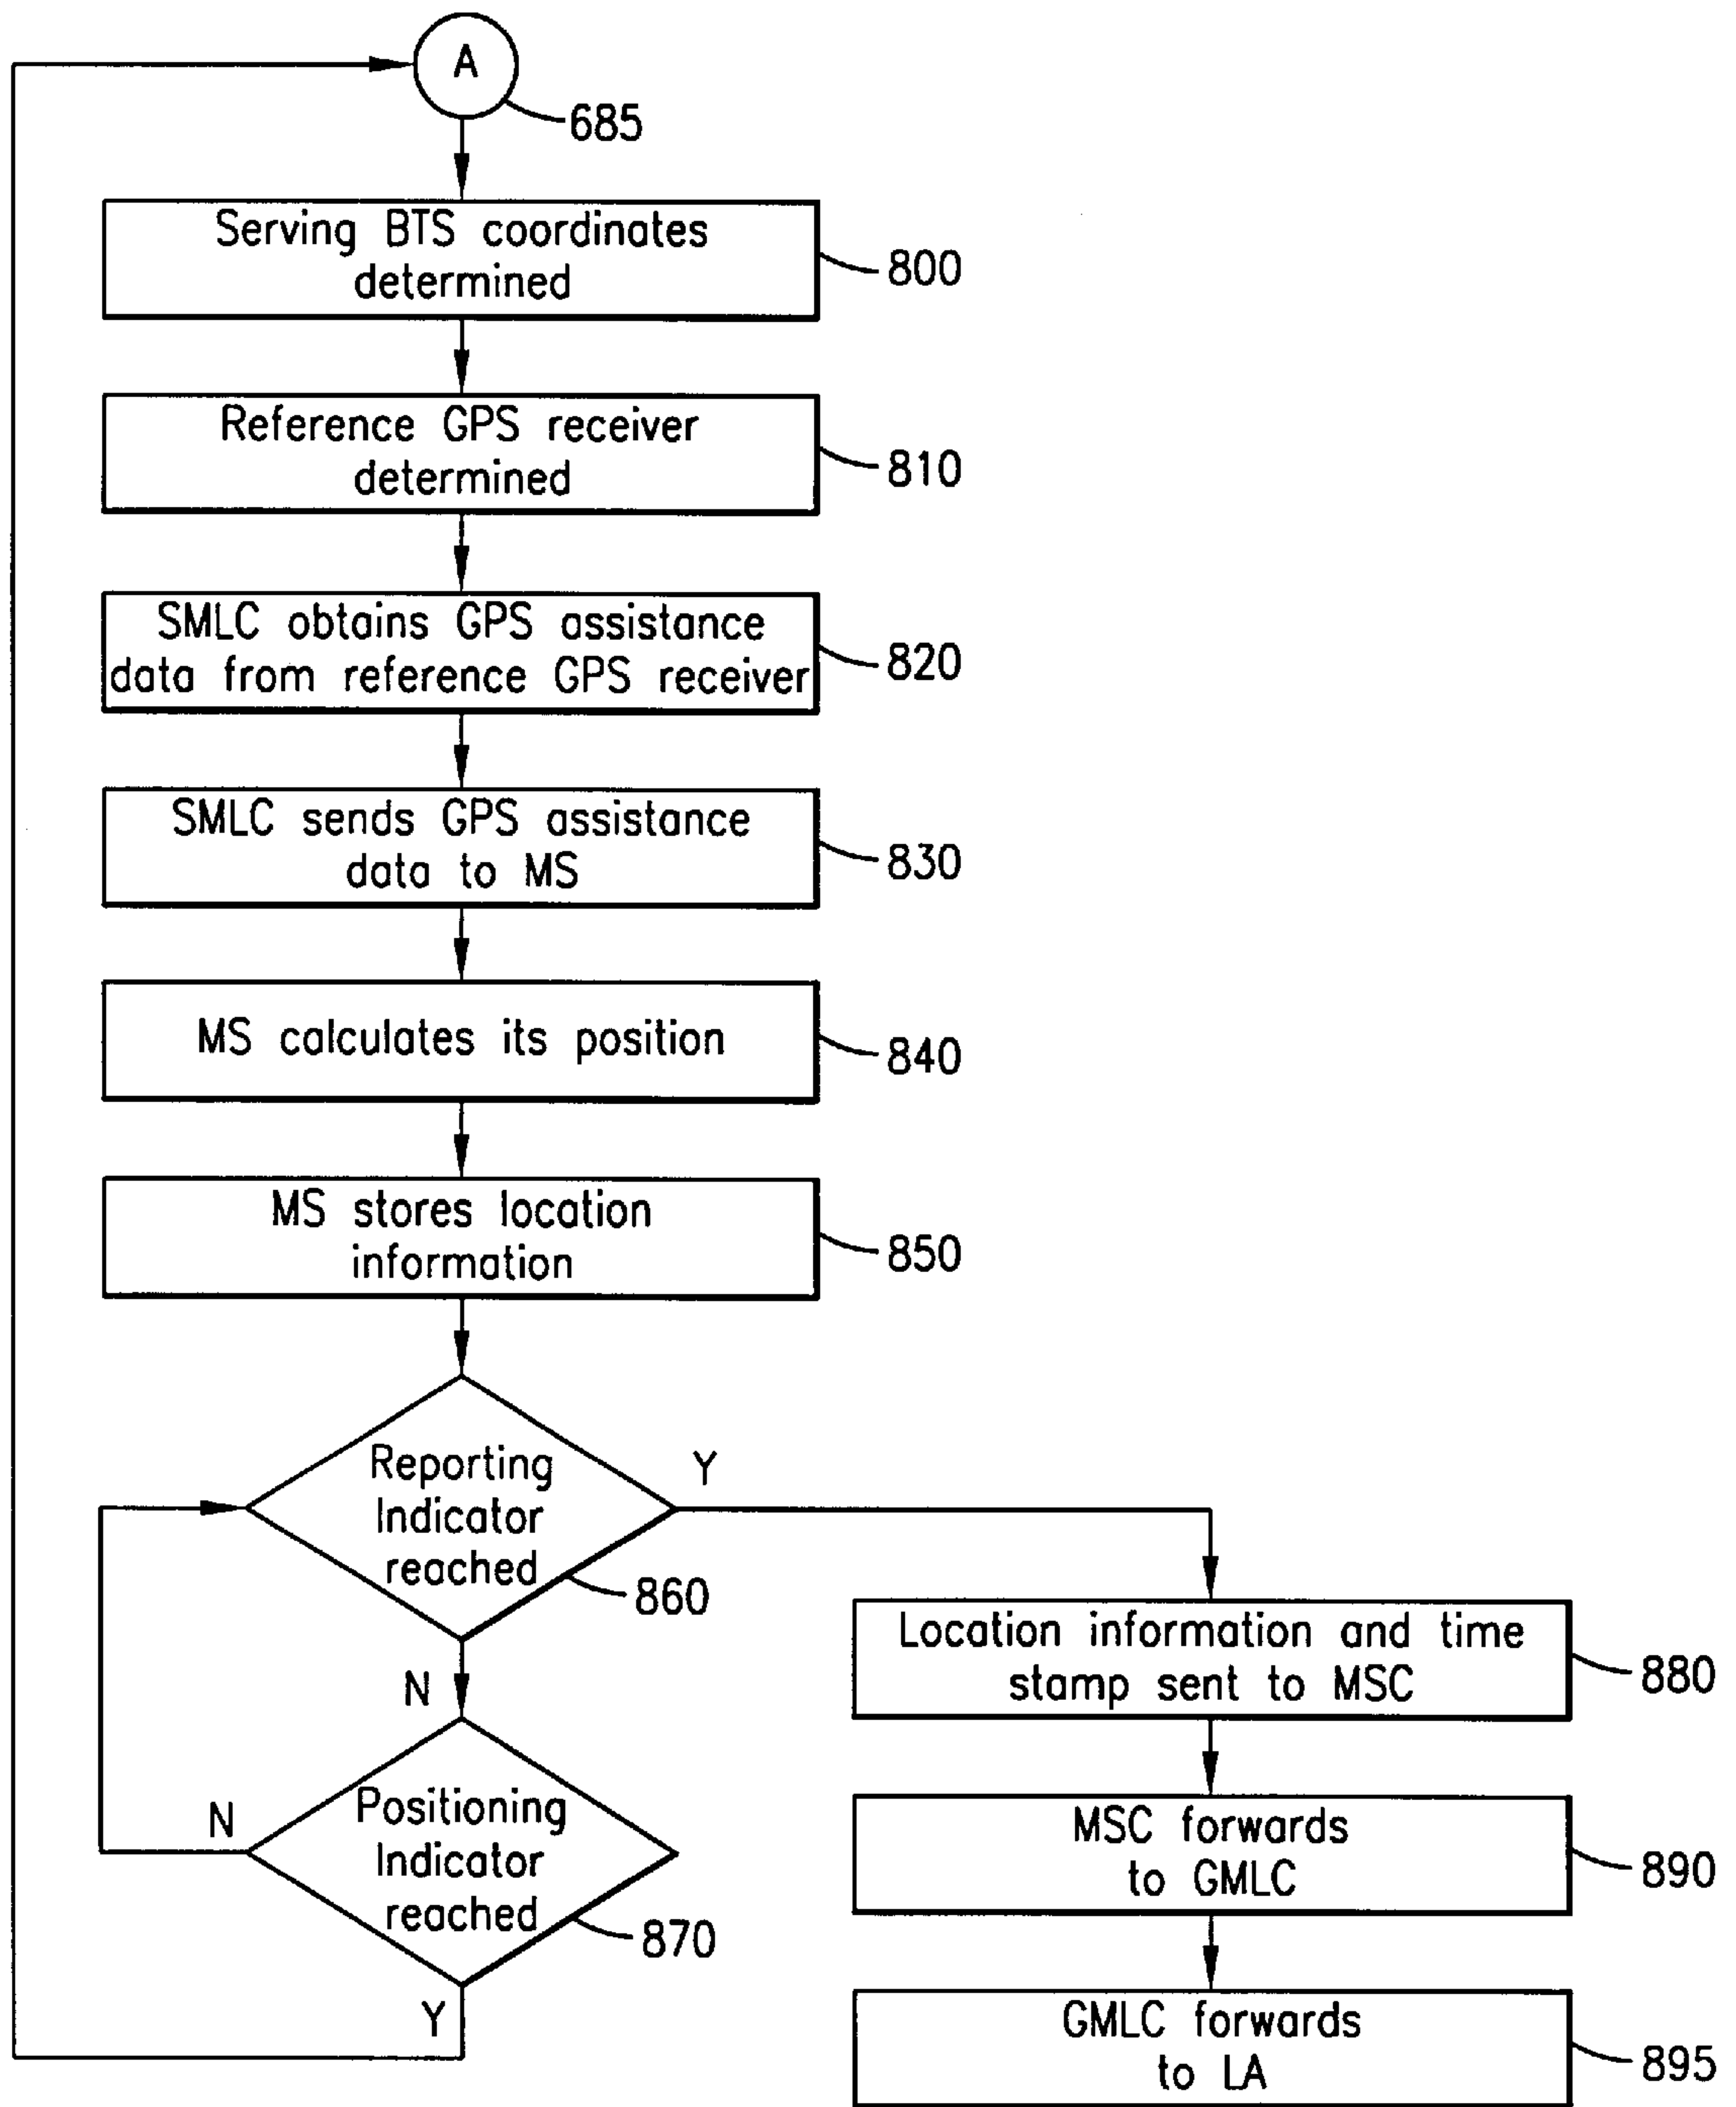 A
685
Serving BTS coordinates
determined
800
Reference GPS receiver
determined
810
SMLC obtains GPS assistance
data from reference GPS receiver
820
SMLC sends GPS assistance
data to MS
830
MS calculates its position
840
MS stores location
information
850
Reporting
Indicator
reached
860
Y
N
Positioning
Indicator
reached
870
N
Y
Location information and time
stamp sent to MSC
880
MSC forwards
to GMLC
890
GMLC forwards
to LA
895